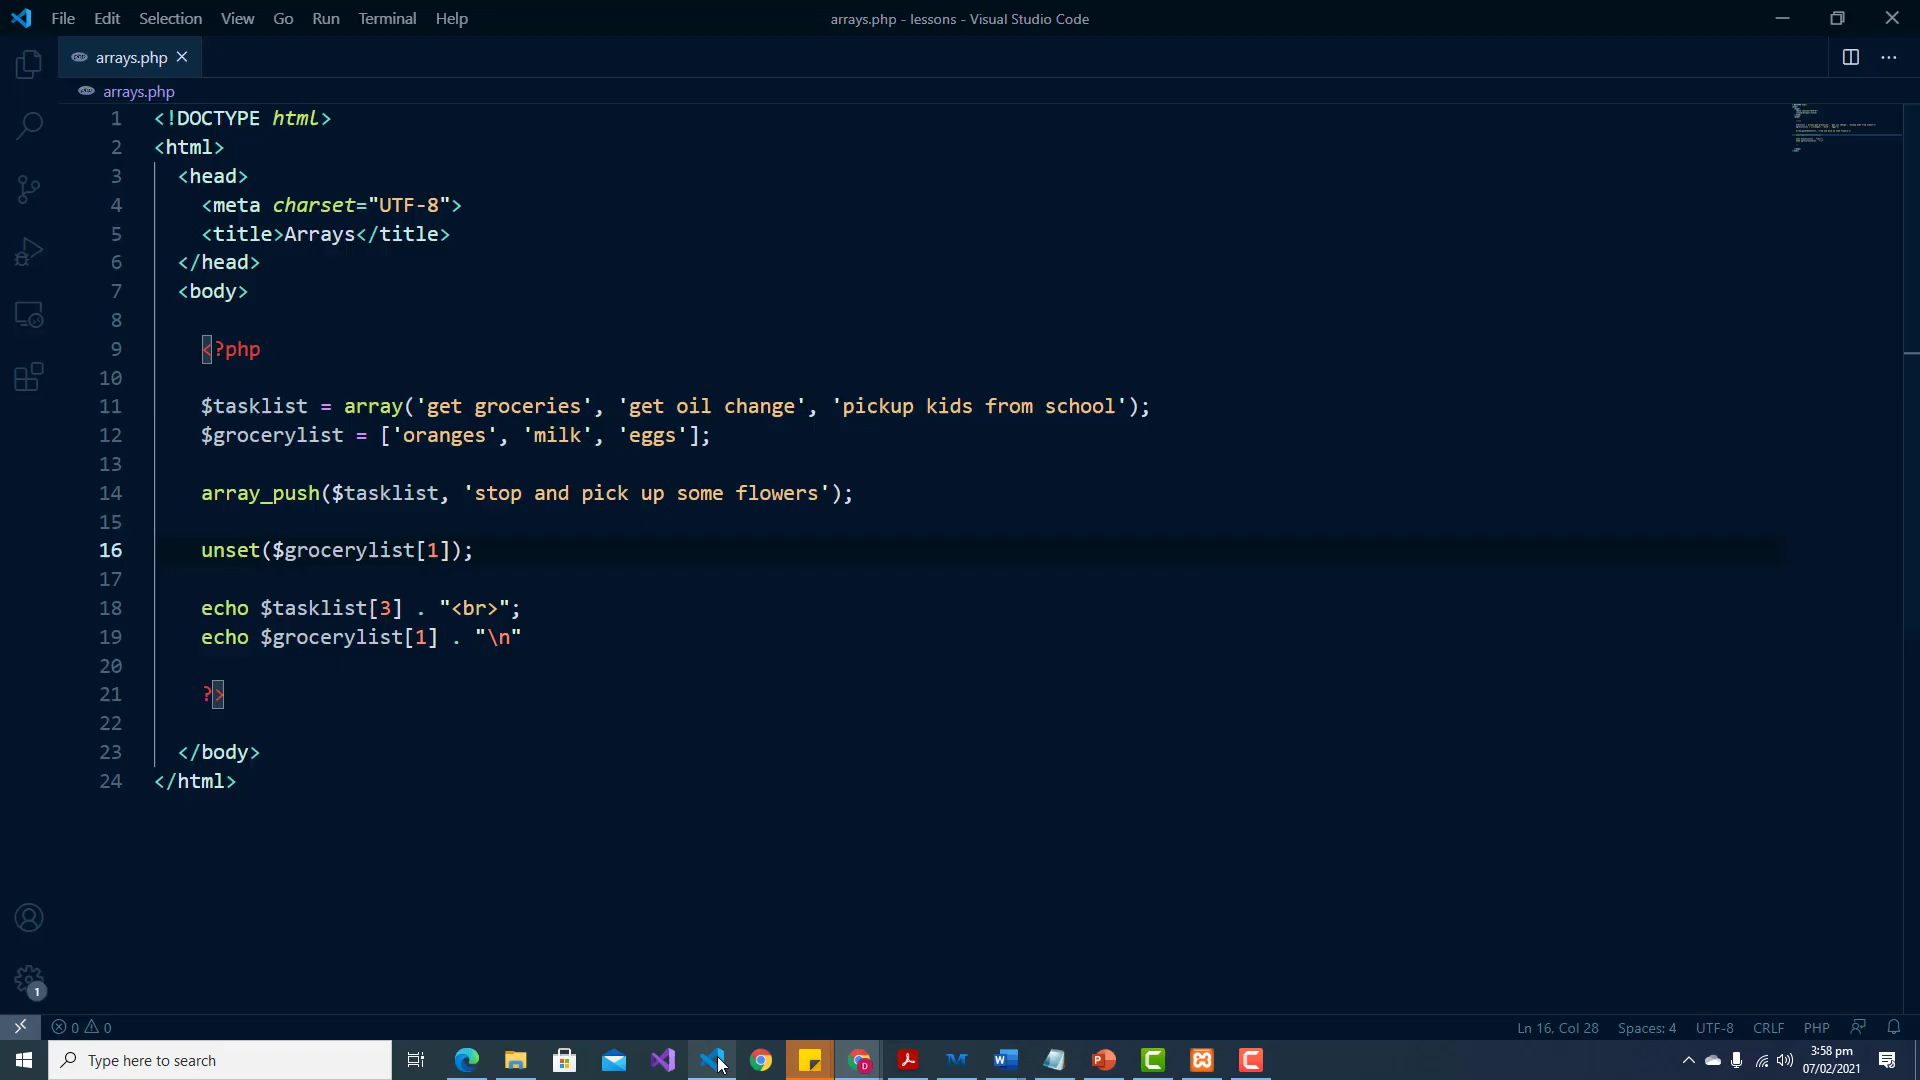 File Edit Selection View Go Run Terminal Help
arrays.php - lessons - Visual Studio Code
arrays.php
arrays.php
1 <!DOCTYPE html>
2 <html>
3 <head>
4 <meta charset="UTF-8">
5 <title>Arrays</title>
6 </head>
7 <body>
8
9 <?php
10
11 $tasklist = array('get groceries', 'get oil change', 'pickup kids from school');
12 $grocerylist = ['oranges', 'milk', 'eggs'];
13
14 array_push($tasklist, 'stop and pick up some flowers');
15
16 unset($grocerylist[1]);
17
18 echo $tasklist[3] . "<br>";
19 echo $grocerylist[1] . "\n"
20
21 ?>
22
23 </body>
24 </html>
1
0 0
Ln 16, Col 28 Spaces: 4 UTF-8 CRLF PHP
Type here to search
3:58 pm
07/02/2021